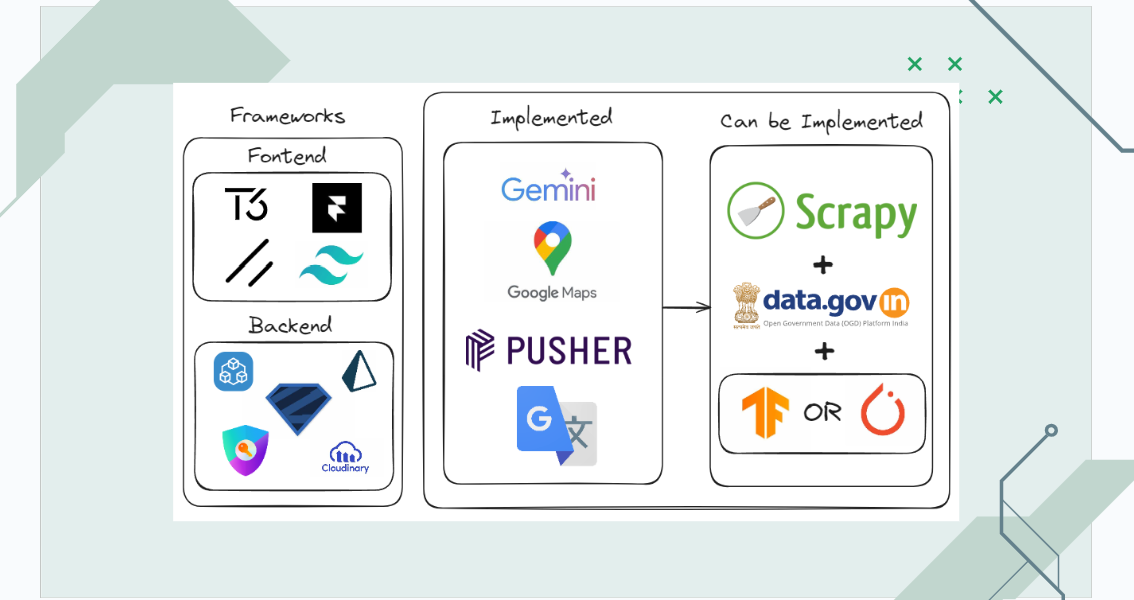 Frameworks
Fontend
T3
Backend
Cloudinary
Implemented
Gemini
Google Maps
PUSHER
G 文
Can be Implemented
Scrapy
+
data.gov in
Open Government Data (OGD) Platform India
+
OR